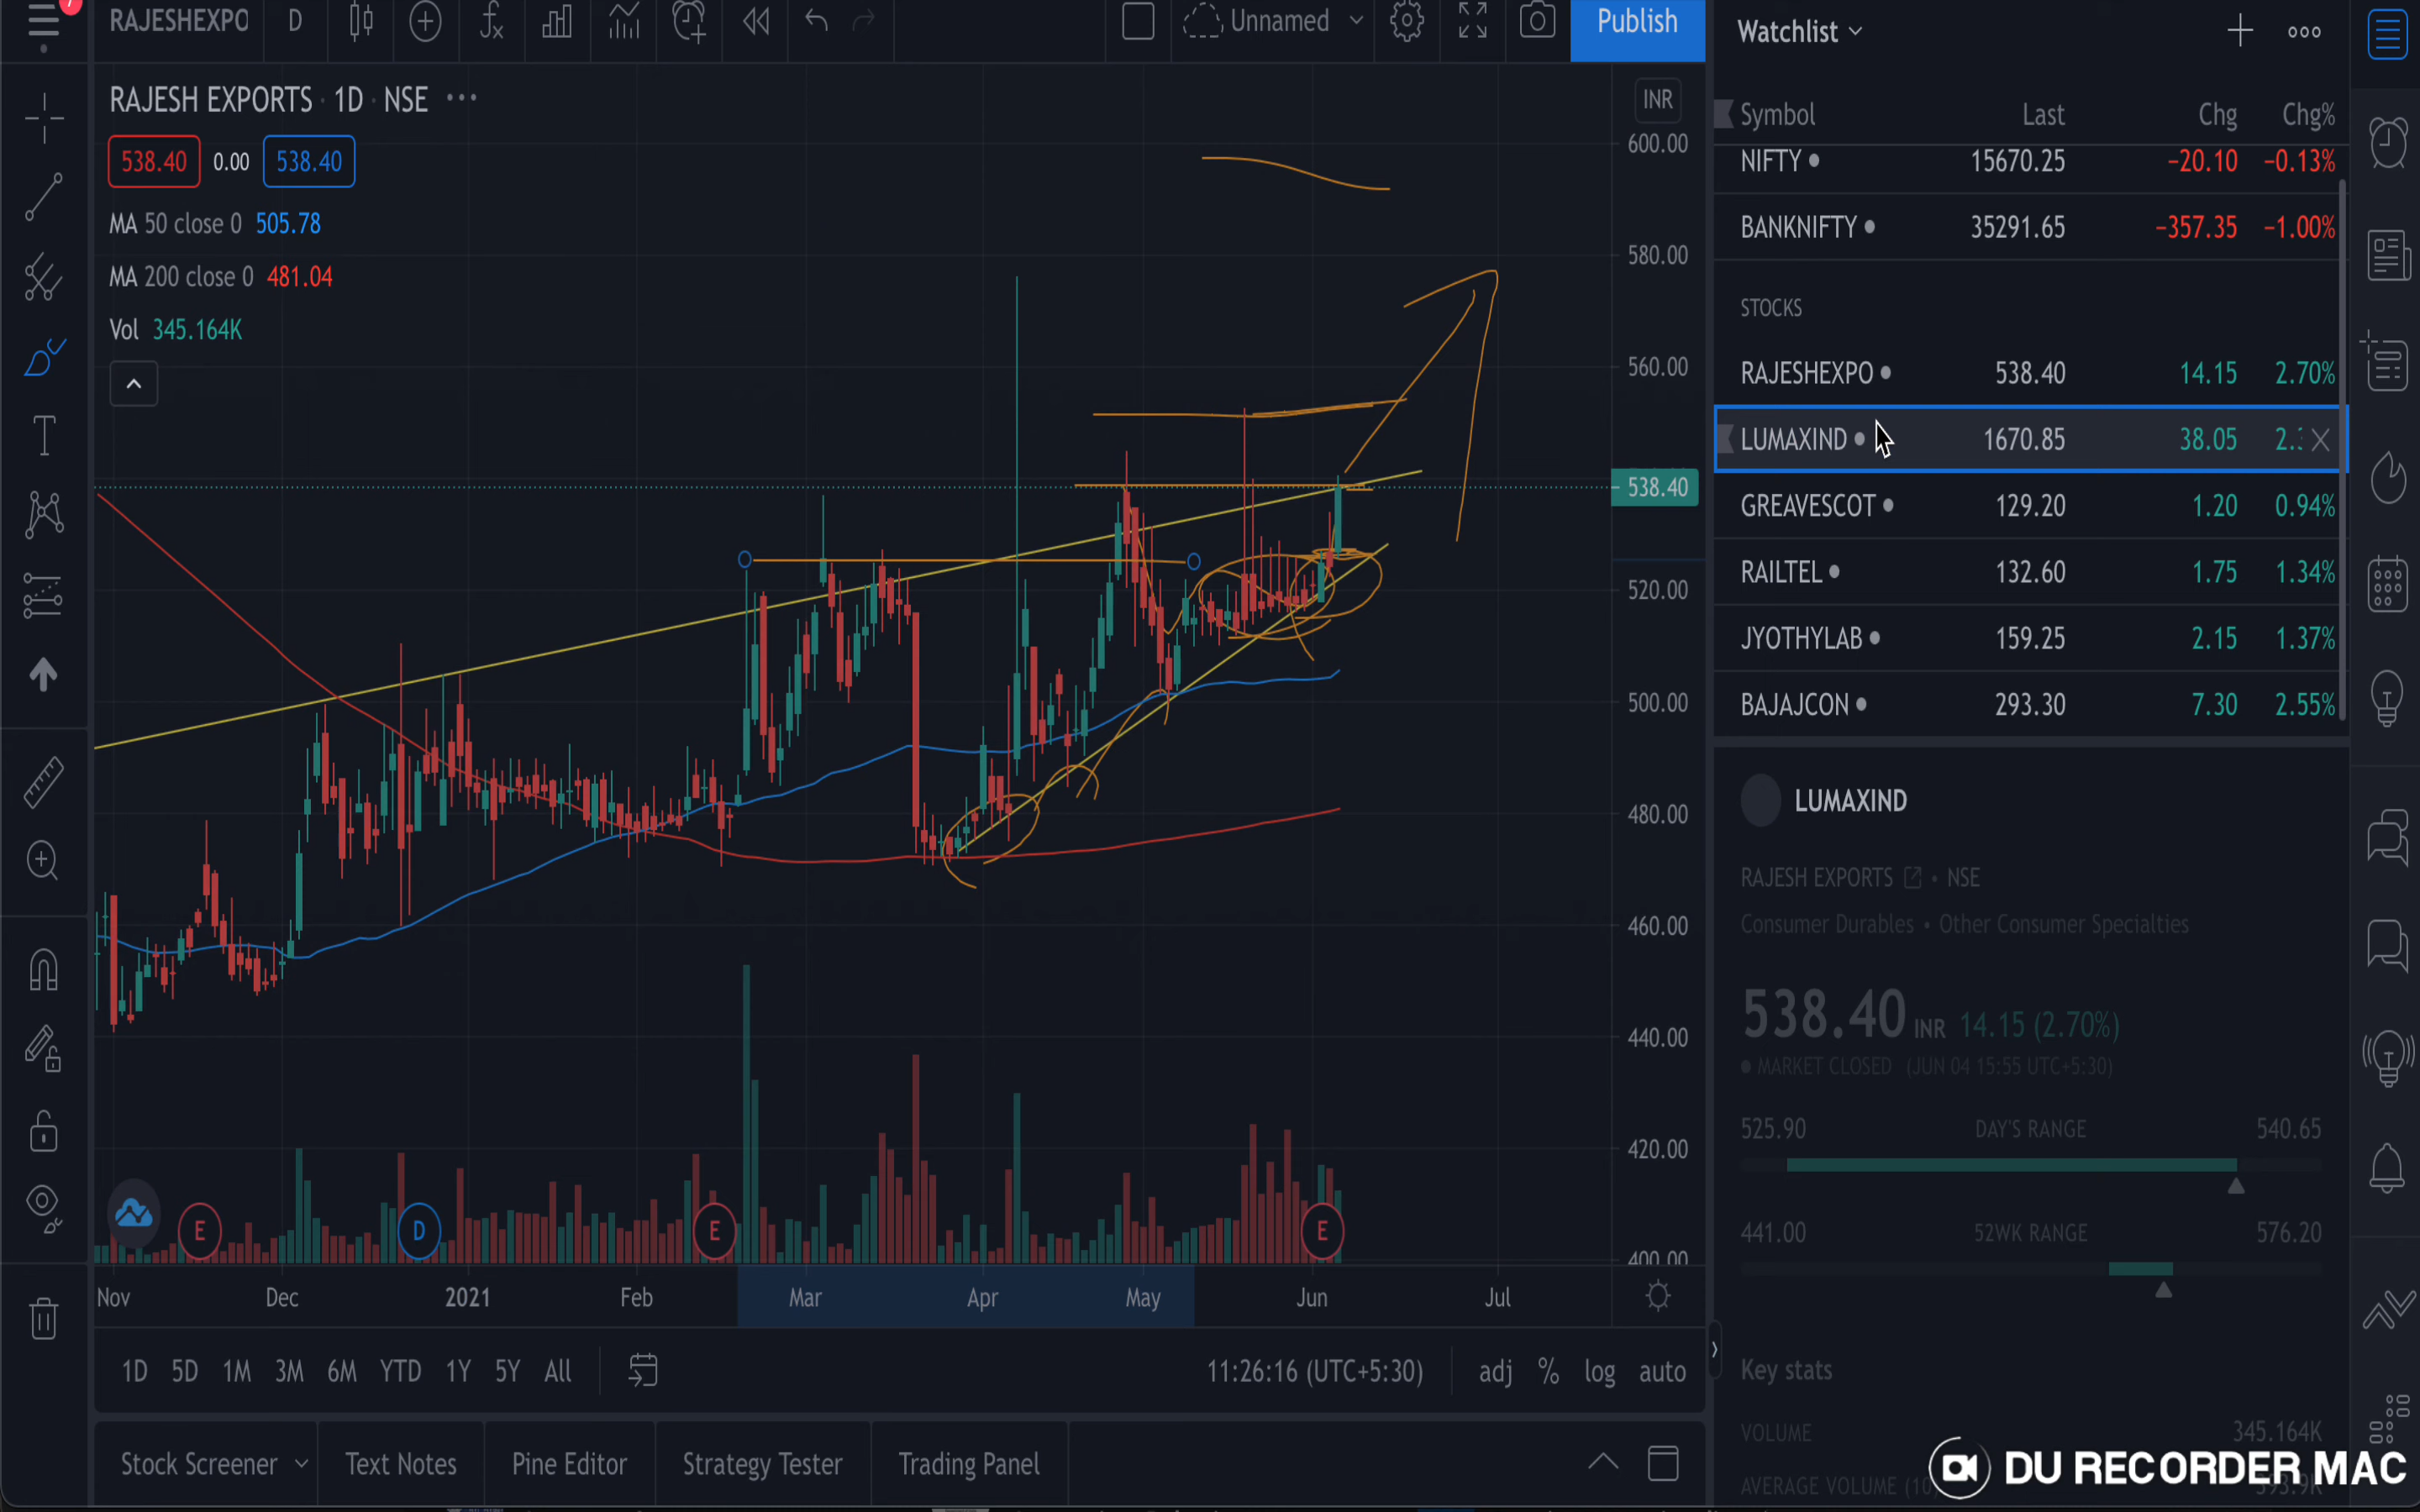 7
RAJESHEXPO D Unnamed Publish
RAJESH EXPORTS · 1D · NSE
538.40 0.00 538.40
MA 50 close 0 505.78
MA 200 close 0 481.04
Vol 345.164K
INR
600.00
580.00
560.00
538.40
520.00
500.00
480.00
460.00
440.00
420.00
400.00
E D E E
Nov Dec 2021 Feb Mar Apr May Jun Jul
1D 5D 1M 3M 6M YTD 1Y 5Y All 11:26:16 (UTC+5:30) adj % log auto
Stock Screener Text Notes Pine Editor Strategy Tester Trading Panel
Watchlist
Symbol Last Chg Chg%
NIFTY 15670.25 −20.10 −0.13%
BANKNIFTY 35291.65 −357.35 −1.00%
STOCKS
RAJESHEXPO 538.40 14.15 2.70%
LUMAXIND 1670.85 38.05
GREAVESCOT 129.20 1.20 0.94%
RAILTEL 132.60 1.75 1.34%
JYOTHYLAB 159.25 2.15 1.37%
BAJAJCON 293.30 7.30 2.55%
LUMAXIND
RAJESH EXPORTS • NSE
Consumer Durables • Other Consumer Specialties
538.40 INR 14.15 (2.70%)
MARKET CLOSED (JUN 04 15:55 UTC+5:30)
525.90 DAY'S RANGE 540.65
441.00 52WK RANGE 576.20
Key stats
VOLUME 345.164K
AVERAGE VOLUME
DU RECORDER MAC